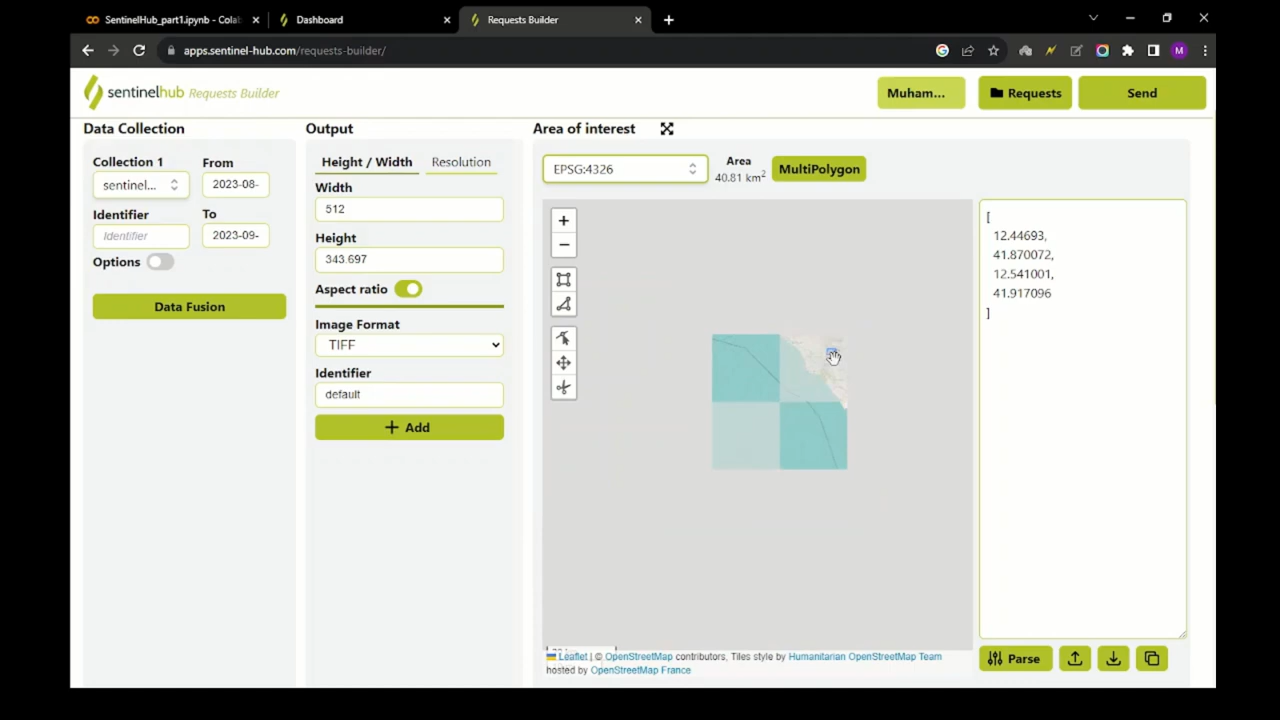 SentinelHub_part1.ipynb - Colab
Dashboard
Requests Builder
apps.sentinel-hub.com/requests-builder/
M
sentinelhub Requests Builder
Muham...
Requests
Send
Data Collection
Output
Area of interest
Collection 1
From
sentinel...
2023-08-
Identifier
To
Identifier
2023-09-
Options
Data Fusion
Height / Width
Resolution
Width
512
Height
343.697
Aspect ratio
Image Format
TIFF
Identifier
default
+ Add
EPSG:4326
Area
40.81 km²
MultiPolygon
+
−
[
12.44693,
41.870072,
12.541001,
41.917096
]
Leaflet | © OpenStreetMap contributors, Tiles style by Humanitarian OpenStreetMap Team
hosted by OpenStreetMap France
Parse